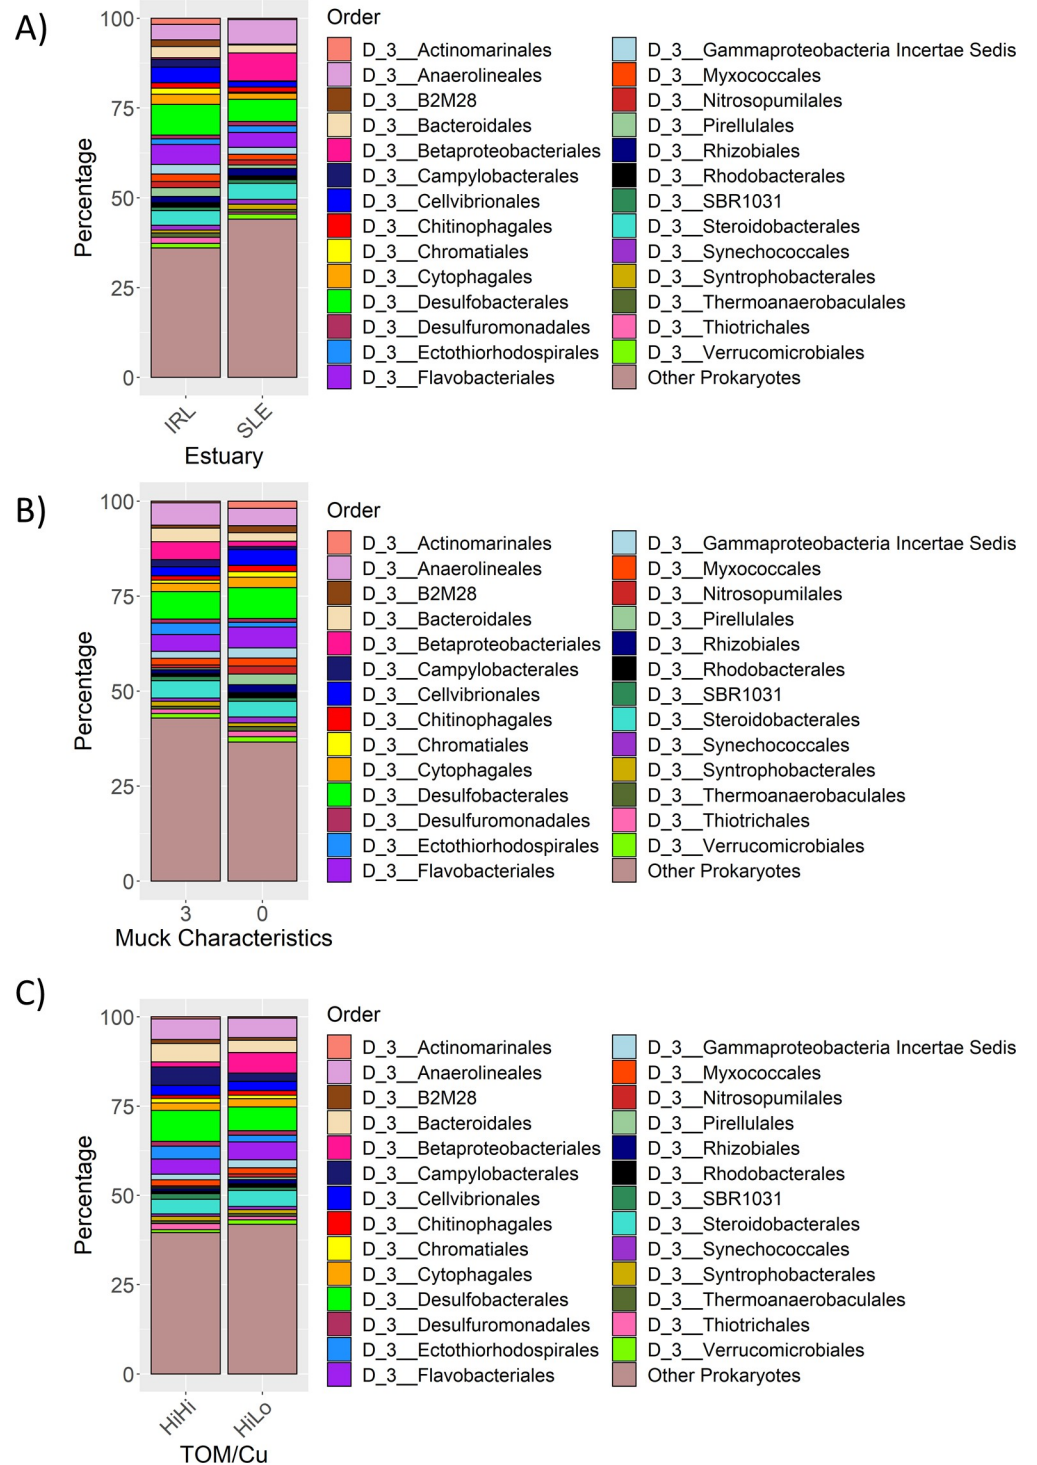 A)
100
75
50
25
0
Percentage
IRL
SLE
Estuary
Order
D_3__Actinomarinales
D_3__Anaerolineales
D_3__B2M28
D_3__Bacteroidales
D_3__Betaproteobacteriales
D_3__Campylobacterales
D_3__Cellvibrionales
D_3__Chitinophagales
D_3__Chromatiales
D_3__Cytophagales
D_3__Desulfobacterales
D_3__Desulfuromonadales
D_3__Ectothiorhodospirales
D_3__Flavobacteriales
D_3__Gammaproteobacteria Incertae Sedis
D_3__Myxococcales
D_3__Nitrosopumilales
D_3__Pirellulales
D_3__Rhizobiales
D_3__Rhodobacterales
D_3__SBR1031
D_3__Steroidobacterales
D_3__Synechococcales
D_3__Syntrophobacterales
D_3__Thermoanaerobaculales
D_3__Thiotrichales
D_3__Verrucomicrobiales
Other Prokaryotes
B)
100
75
50
25
0
Percentage
3
0
Muck Characteristics
Order
D_3__Actinomarinales
D_3__Anaerolineales
D_3__B2M28
D_3__Bacteroidales
D_3__Betaproteobacteriales
D_3__Campylobacterales
D_3__Cellvibrionales
D_3__Chitinophagales
D_3__Chromatiales
D_3__Cytophagales
D_3__Desulfobacterales
D_3__Desulfuromonadales
D_3__Ectothiorhodospirales
D_3__Flavobacteriales
D_3__Gammaproteobacteria Incertae Sedis
D_3__Myxococcales
D_3__Nitrosopumilales
D_3__Pirellulales
D_3__Rhizobiales
D_3__Rhodobacterales
D_3__SBR1031
D_3__Steroidobacterales
D_3__Synechococcales
D_3__Syntrophobacterales
D_3__Thermoanaerobaculales
D_3__Thiotrichales
D_3__Verrucomicrobiales
Other Prokaryotes
C)
100
75
50
25
0
Percentage
HiHi
HiLo
TOM/Cu
Order
D_3__Actinomarinales
D_3__Anaerolineales
D_3__B2M28
D_3__Bacteroidales
D_3__Betaproteobacteriales
D_3__Campylobacterales
D_3__Cellvibrionales
D_3__Chitinophagales
D_3__Chromatiales
D_3__Cytophagales
D_3__Desulfobacterales
D_3__Desulfuromonadales
D_3__Ectothiorhodospirales
D_3__Flavobacteriales
D_3__Gammaproteobacteria Incertae Sedis
D_3__Myxococcales
D_3__Nitrosopumilales
D_3__Pirellulales
D_3__Rhizobiales
D_3__Rhodobacterales
D_3__SBR1031
D_3__Steroidobacterales
D_3__Synechococcales
D_3__Syntrophobacterales
D_3__Thermoanaerobaculales
D_3__Thiotrichales
D_3__Verrucomicrobiales
Other Prokaryotes